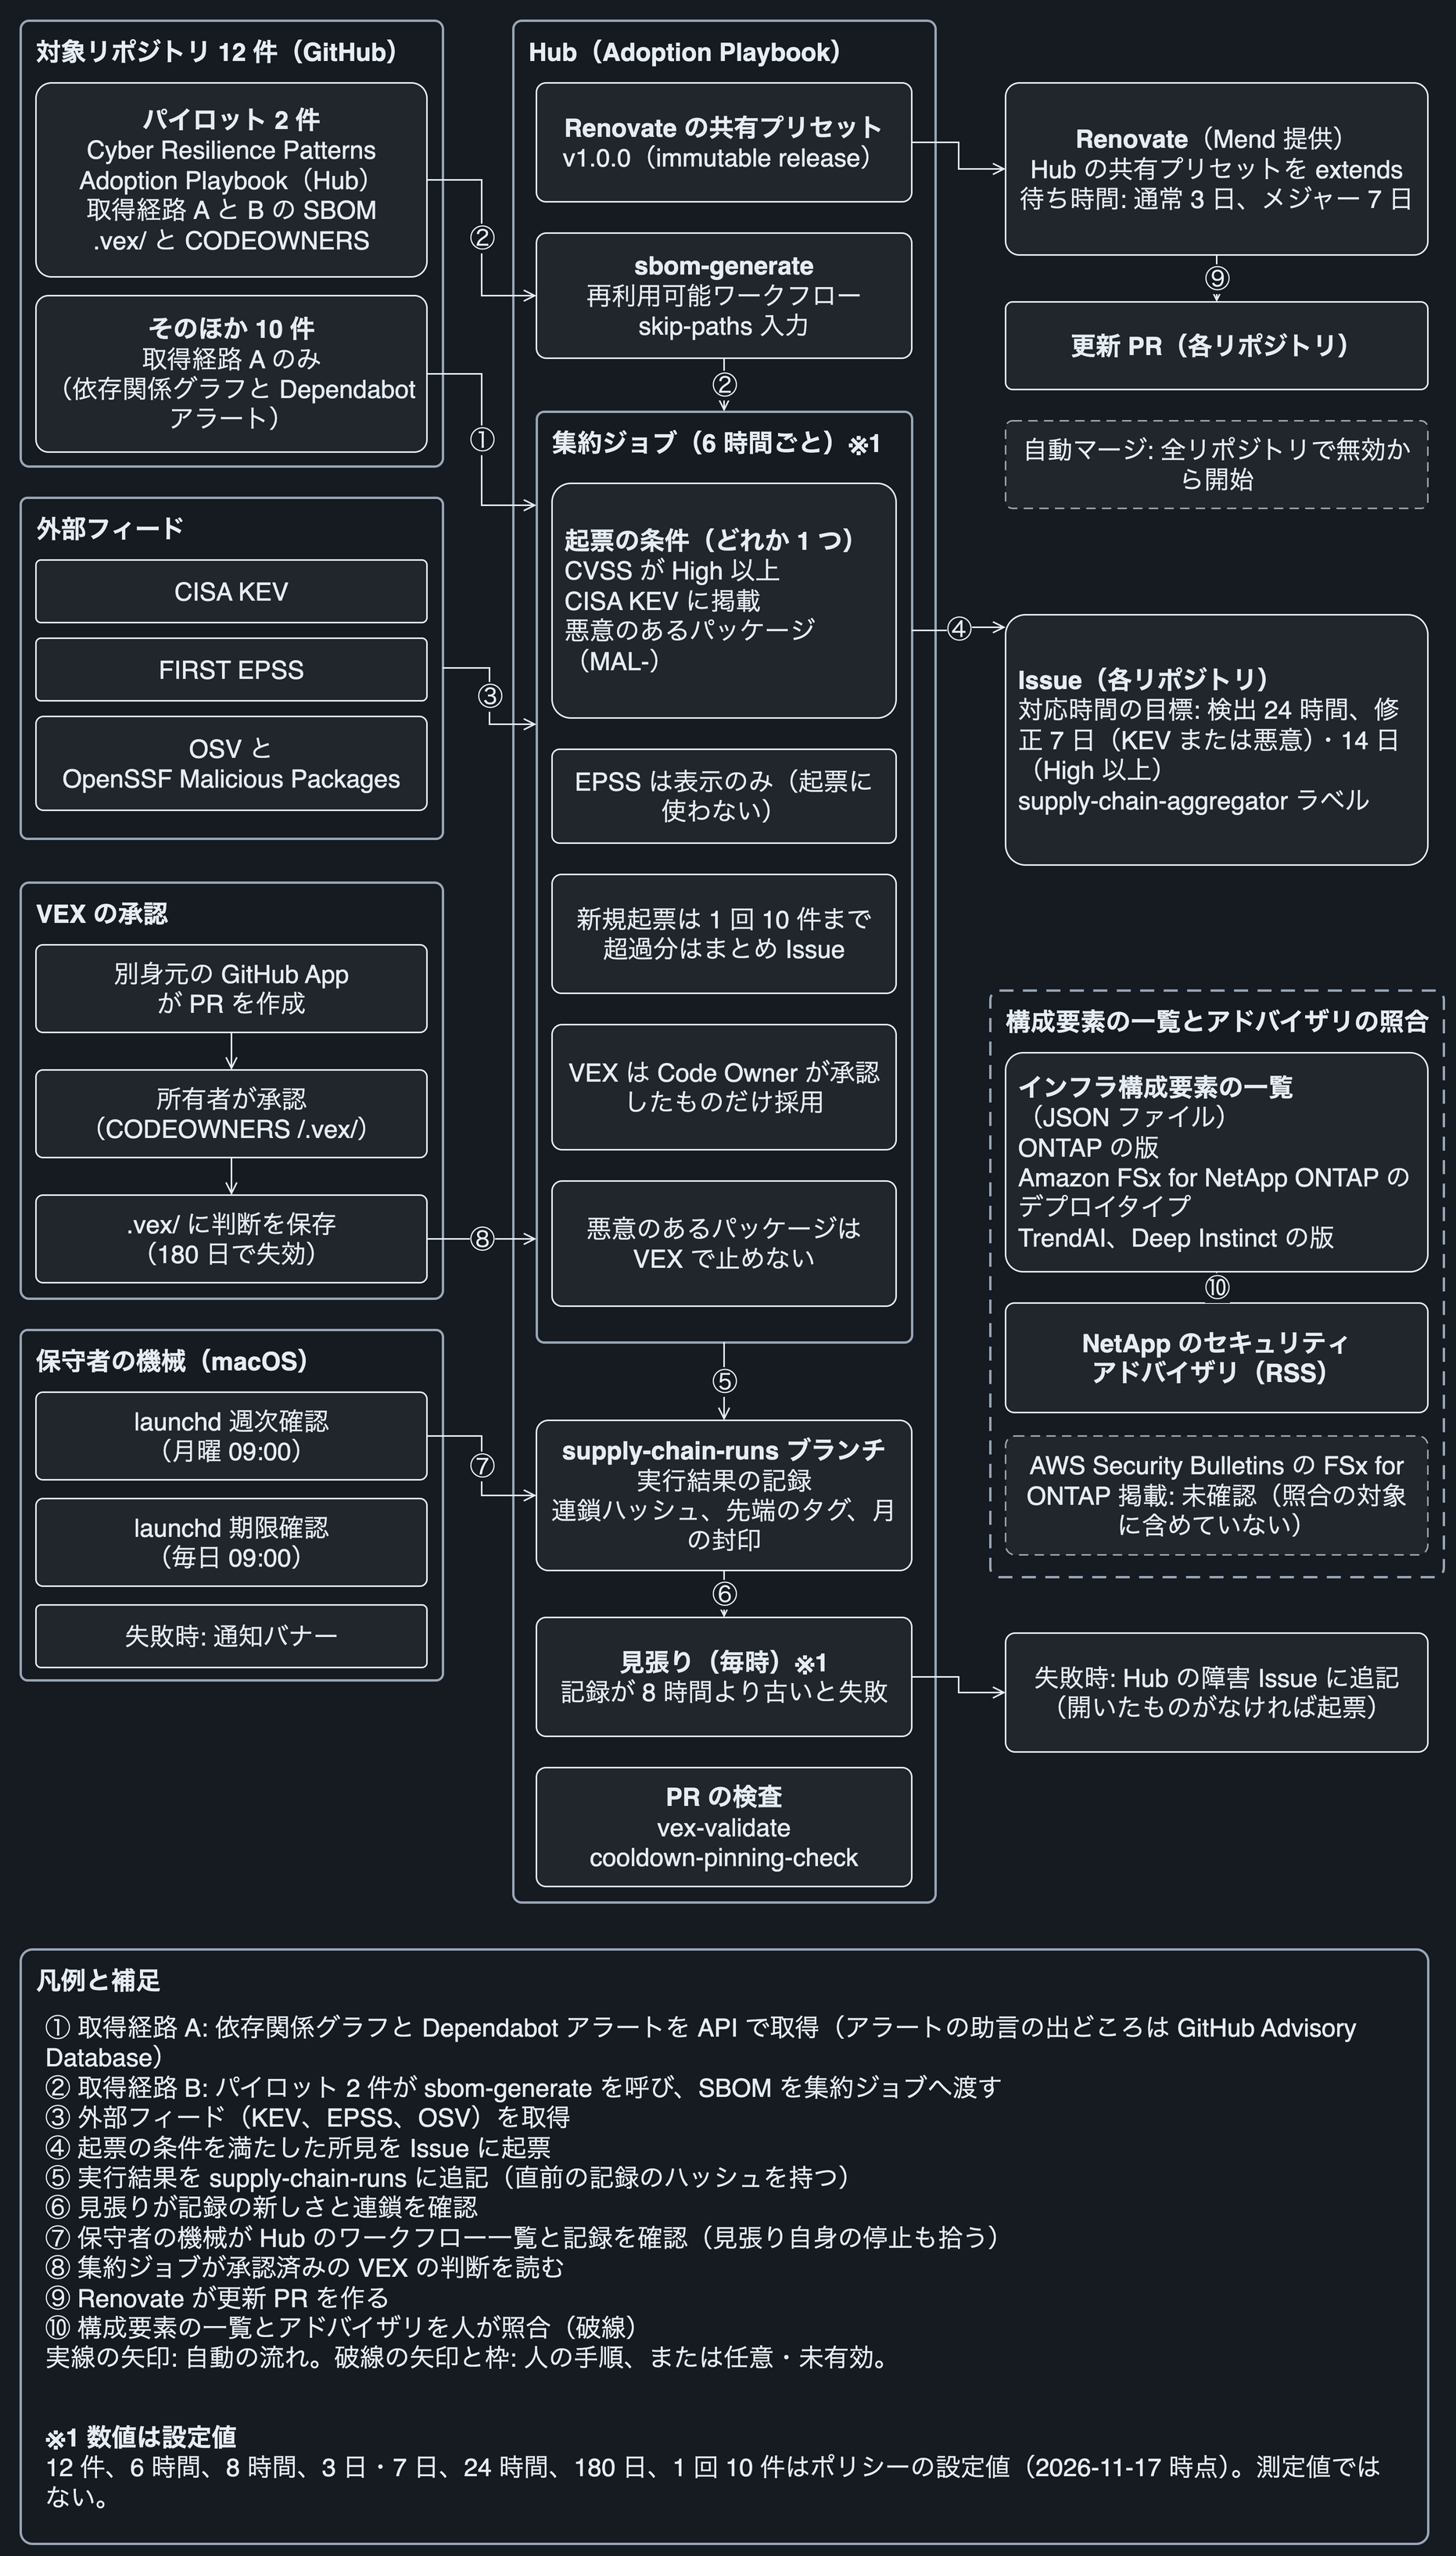 対象リポジトリ 12 件（GitHub）
パイロット 2 件
Cyber Resilience Patterns
Adoption Playbook（Hub）
取得経路 A と B の SBOM
.vex/ と CODEOWNERS
そのほか 10 件
取得経路 A のみ
（依存関係グラフと Dependabot
アラート）
②
①
外部フィード
CISA KEV
FIRST EPSS
OSV と
OpenSSF Malicious Packages
③
VEX の承認
別身元の GitHub App
が PR を作成
所有者が承認
（CODEOWNERS /.vex/）
.vex/ に判断を保存
（180 日で失効）
⑧
保守者の機械（macOS）
launchd 週次確認
（月曜 09:00）
launchd 期限確認
（毎日 09:00）
失敗時: 通知バナー
⑦
Hub（Adoption Playbook）
Renovate の共有プリセット
v1.0.0（immutable release）
sbom-generate
再利用可能ワークフロー
skip-paths 入力
②
集約ジョブ（6 時間ごと）※1
起票の条件（どれか 1 つ）
CVSS が High 以上
CISA KEV に掲載
悪意のあるパッケージ
（MAL-）
EPSS は表示のみ（起票に
使わない）
新規起票は 1 回 10 件まで
超過分はまとめ Issue
VEX は Code Owner が承認
したものだけ採用
悪意のあるパッケージは
VEX で止めない
⑤
supply-chain-runs ブランチ
実行結果の記録
連鎖ハッシュ、先端のタグ、月
の封印
⑥
見張り（毎時）※1
記録が 8 時間より古いと失敗
PR の検査
vex-validate
cooldown-pinning-check
Renovate（Mend 提供）
Hub の共有プリセットを extends
待ち時間: 通常 3 日、メジャー 7 日
⑨
更新 PR（各リポジトリ）
自動マージ: 全リポジトリで無効か
ら開始
④
Issue（各リポジトリ）
対応時間の目標: 検出 24 時間、修
正 7 日（KEV または悪意）・14 日
（High 以上）
supply-chain-aggregator ラベル
構成要素の一覧とアドバイザリの照合
インフラ構成要素の一覧
（JSON ファイル）
ONTAP の版
Amazon FSx for NetApp ONTAP の
デプロイタイプ
TrendAI、Deep Instinct の版
⑩
NetApp のセキュリティ
アドバイザリ（RSS）
AWS Security Bulletins の FSx for
ONTAP 掲載: 未確認（照合の対象
に含めていない）
失敗時: Hub の障害 Issue に追記
（開いたものがなければ起票）
凡例と補足
① 取得経路 A: 依存関係グラフと Dependabot アラートを API で取得（アラートの助言の出どころは GitHub Advisory
Database）
② 取得経路 B: パイロット 2 件が sbom-generate を呼び、SBOM を集約ジョブへ渡す
③ 外部フィード（KEV、EPSS、OSV）を取得
④ 起票の条件を満たした所見を Issue に起票
⑤ 実行結果を supply-chain-runs に追記（直前の記録のハッシュを持つ）
⑥ 見張りが記録の新しさと連鎖を確認
⑦ 保守者の機械が Hub のワークフロー一覧と記録を確認（見張り自身の停止も拾う）
⑧ 集約ジョブが承認済みの VEX の判断を読む
⑨ Renovate が更新 PR を作る
⑩ 構成要素の一覧とアドバイザリを人が照合（破線）
実線の矢印: 自動の流れ。破線の矢印と枠: 人の手順、または任意・未有効。
※1 数値は設定値
12 件、6 時間、8 時間、3 日・7 日、24 時間、180 日、1 回 10 件はポリシーの設定値（2026-11-17 時点）。測定値では
ない。